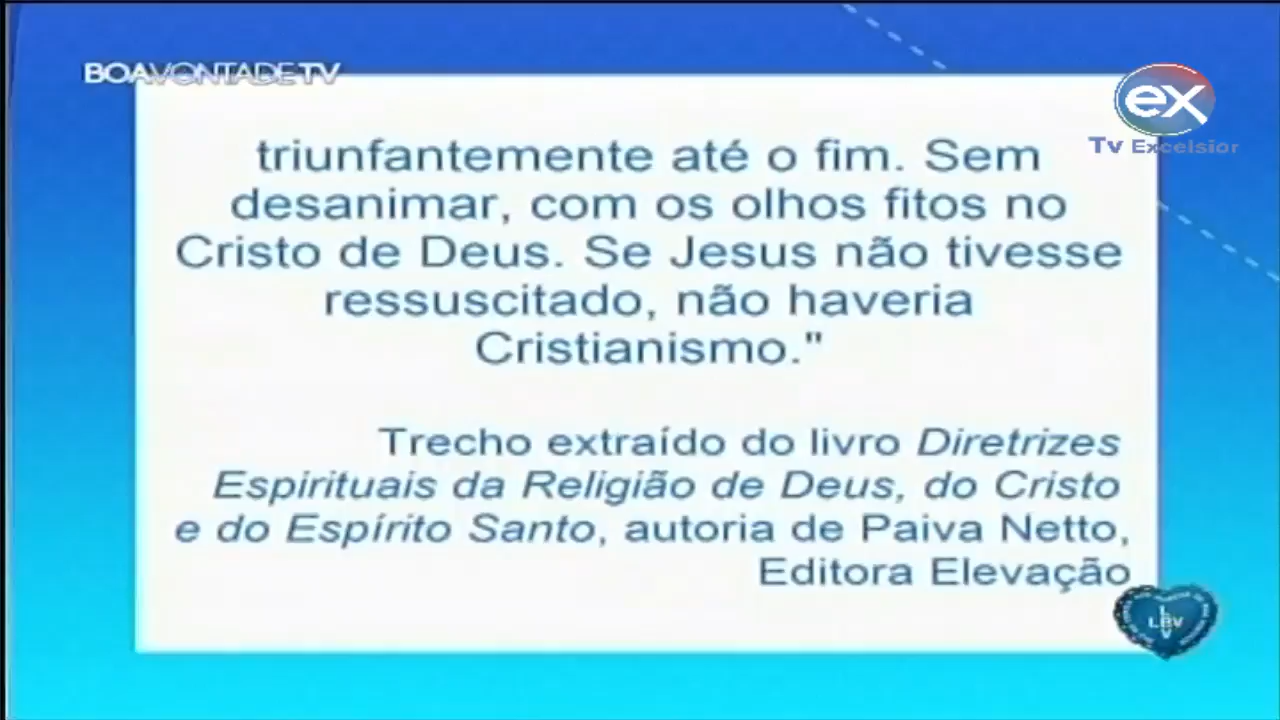 BOAVONTADETV
ex
Tv Excelsior
triunfantemente até o fim. Sem
desanimar, com os olhos fitos no
Cristo de Deus. Se Jesus não tivesse
ressuscitado, não haveria
Cristianismo."
Trecho extraído do livro Diretrizes
Espirituais da Religião de Deus, do Cristo
e do Espírito Santo, autoria de Paiva Netto,
Editora Elevação
LBV